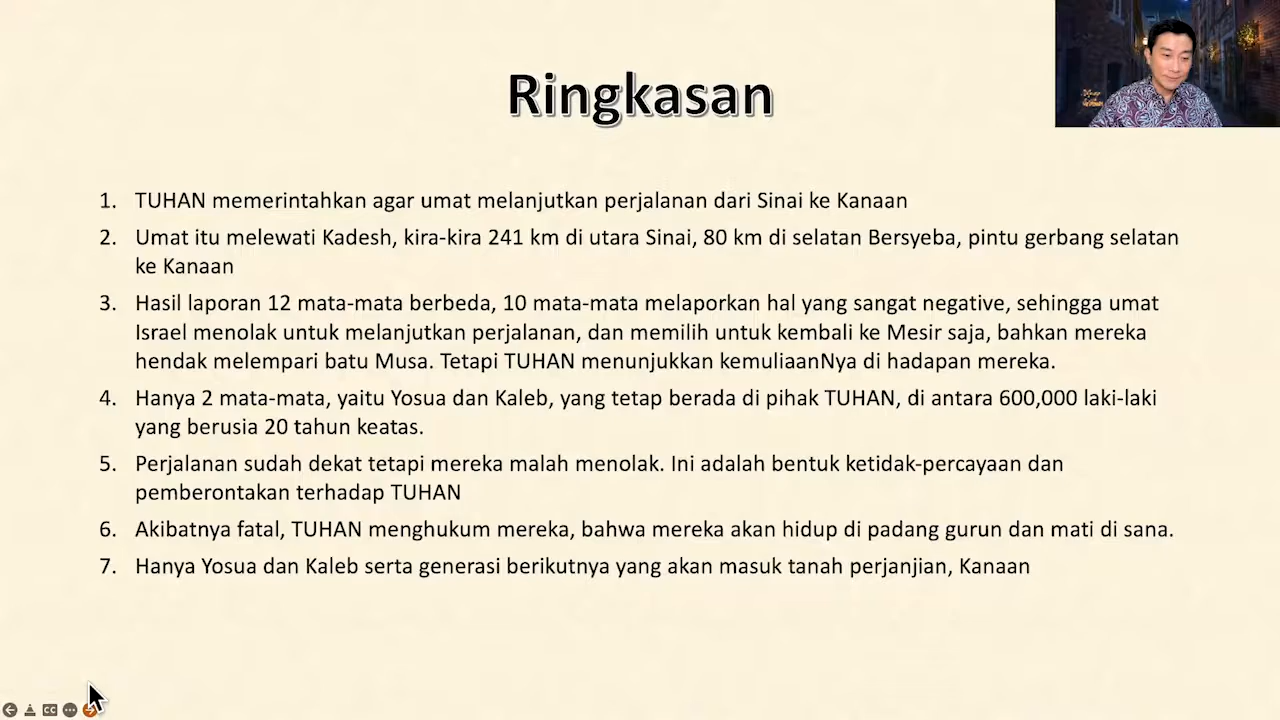 Ringkasan
1. TUHAN memerintahkan agar umat melanjutkan perjalanan dari Sinai ke Kanaan
2. Umat itu melewati Kadesh, kira-kira 241 km di utara Sinai, 80 km di selatan Bersyeba, pintu gerbang selatan
ke Kanaan
3. Hasil laporan 12 mata-mata berbeda, 10 mata-mata melaporkan hal yang sangat negative, sehingga umat
Israel menolak untuk melanjutkan perjalanan, dan memilih untuk kembali ke Mesir saja, bahkan mereka
hendak melempari batu Musa. Tetapi TUHAN menunjukkan kemuliaanNya di hadapan mereka.
4. Hanya 2 mata-mata, yaitu Yosua dan Kaleb, yang tetap berada di pihak TUHAN, di antara 600,000 laki-laki
yang berusia 20 tahun keatas.
5. Perjalanan sudah dekat tetapi mereka malah menolak. Ini adalah bentuk ketidak-percayaan dan
pemberontakan terhadap TUHAN
6. Akibatnya fatal, TUHAN menghukum mereka, bahwa mereka akan hidup di padang gurun dan mati di sana.
7. Hanya Yosua dan Kaleb serta generasi berikutnya yang akan masuk tanah perjanjian, Kanaan
CC